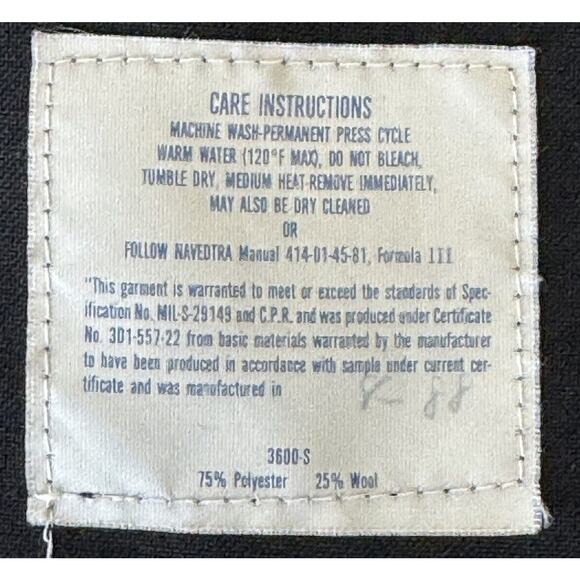 CARE INSTRUCTIONS
MACHINE WASH-PERMANENT PRESS CYCLE
WARM WATER (120°F MAX), DO NOT BLEACH,
TUMBLE DRY, MEDIUM HEAT-REMOVE IMMEDIATELY,
MAY ALSO BE DRY CLEANED
OR
FOLLOW NAVEDTRA Manual 414-01-45-81, Formula III
"This garment is warranted to meet or exceed the standards of Spec-
ification No. MIL-S-29149 and C.P.R. and was produced under Certificate
No. 3D1-557-22 from basic materials warranted by the manufacturer
to have been produced in accordance with sample under current cer-
tificate and was manufactured in 88
3600-S
75% Polyester 25% Wool